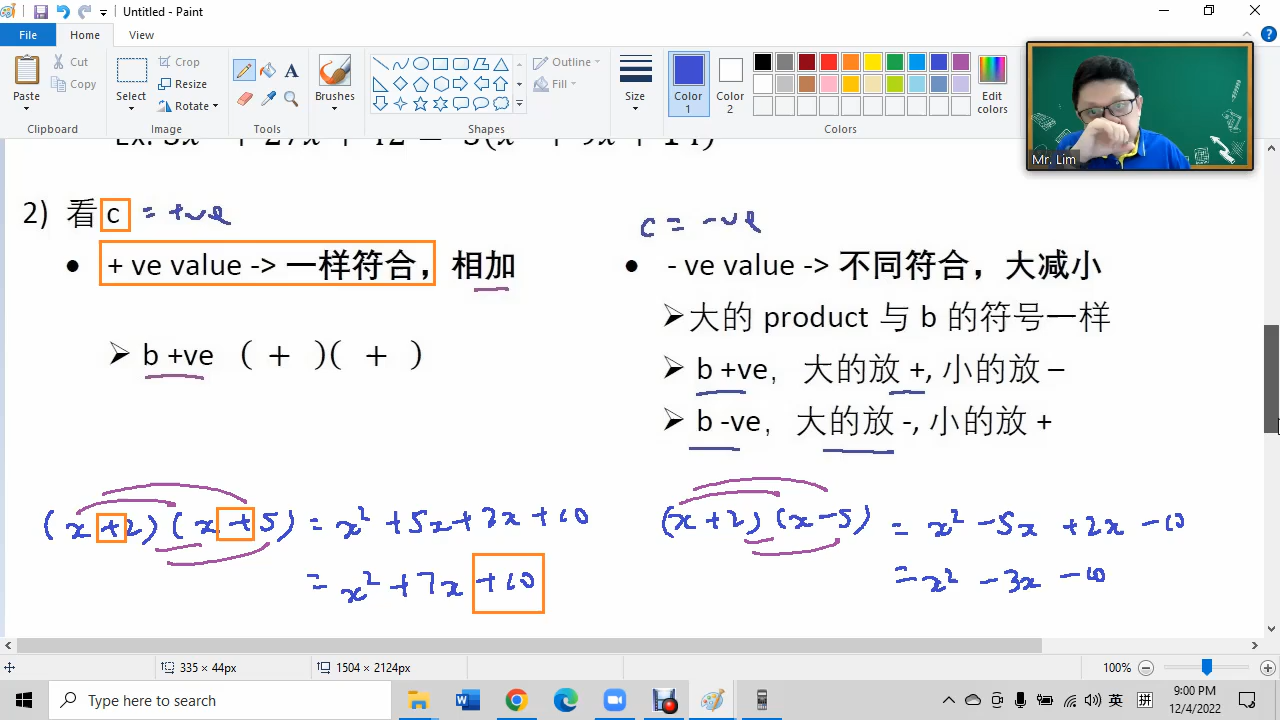 Untitled - Paint
File Home View
Paste Cut Copy Clipboard
Select Crop Resize Rotate Image
Tools
Brushes
Outline Fill Shapes
Size
Color 1 Color 2 Edit colors Colors
Mr. Lim
2) 看 c = +ve
c = -ve
• + ve value -> 一样符合，相加
➢ b +ve ( + )( + )
• - ve value -> 不同符合，大减小
➢ 大的 product 与 b 的符号一样
➢ b +ve, 大的放 +, 小的放 –
➢ b -ve, 大的放 -, 小的放 +
(x+2)(x+5) = x² +5x+2x+10
= x² +7x +10
(x+2)(x-5) = x² -5x +2x -10
= x² -3x -10
335 × 44px 1504 × 2124px 100%
Type here to search
英 拼 9:00 PM
12/4/2022